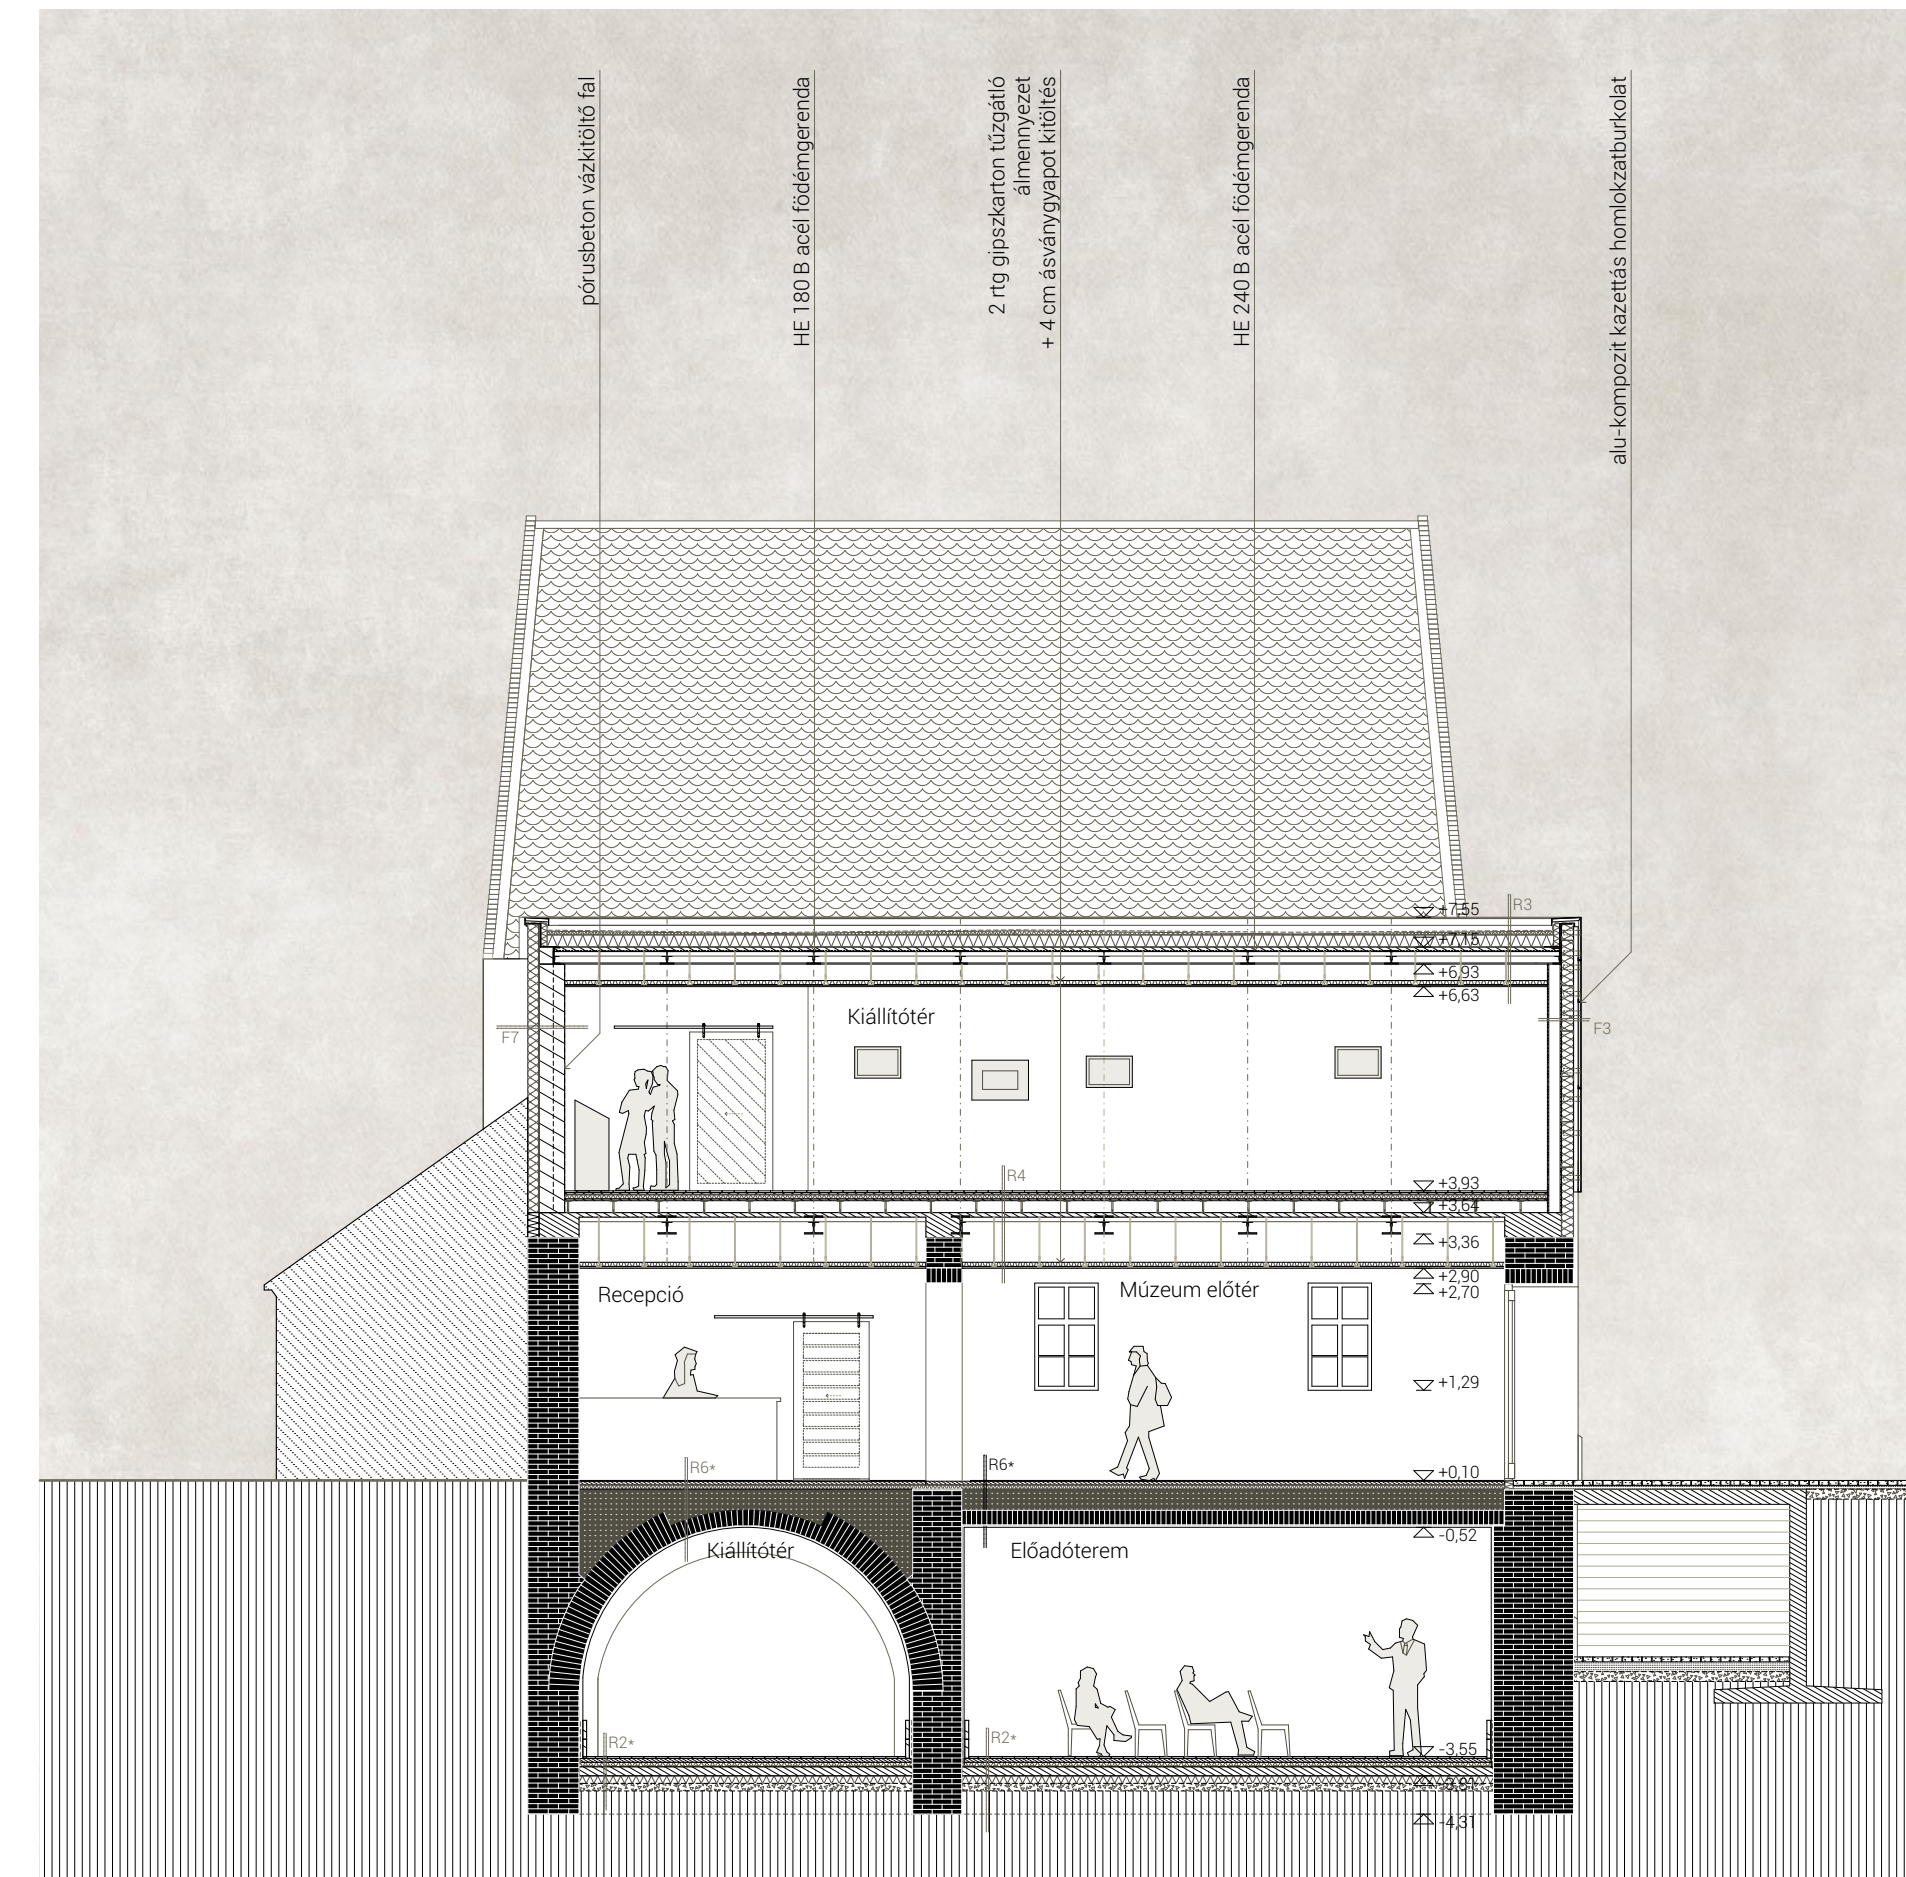 pórusbeton vázkitöltő fal
HE 180 B acél födémgerenda
2 rtg gipszkarton tűzgátló
álmennyezet
+ 4 cm ásványgyapot kitöltés
HE 240 B acél födémgerenda
alu-kompozit kazettás homlokzatburkolat
R3
+7,55
+7,15
+6,93
+6,63
Kiállítótér
F7
F3
R4
+3,93
+3,64
+3,36
+2,90
+2,70
Recepció
Múzeum előtér
+1,29
R6*
R6*
+0,10
-0,52
Kiállítótér
Előadóterem
R2*
R2*
-3,55
-4,31